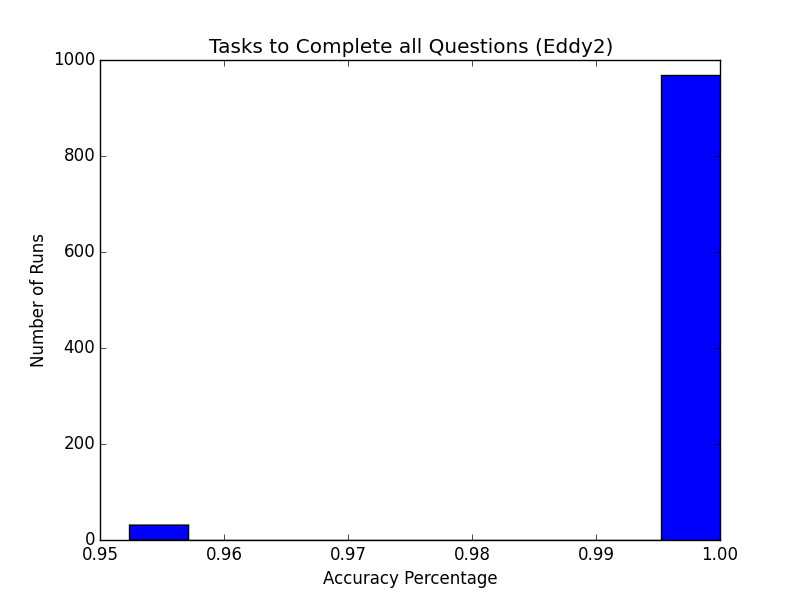 Tasks to Complete all Questions (Eddy2)
1000
800
600
400
200
0
Number of Runs
0.95 0.96 0.97 0.98 0.99 1.00
Accuracy Percentage